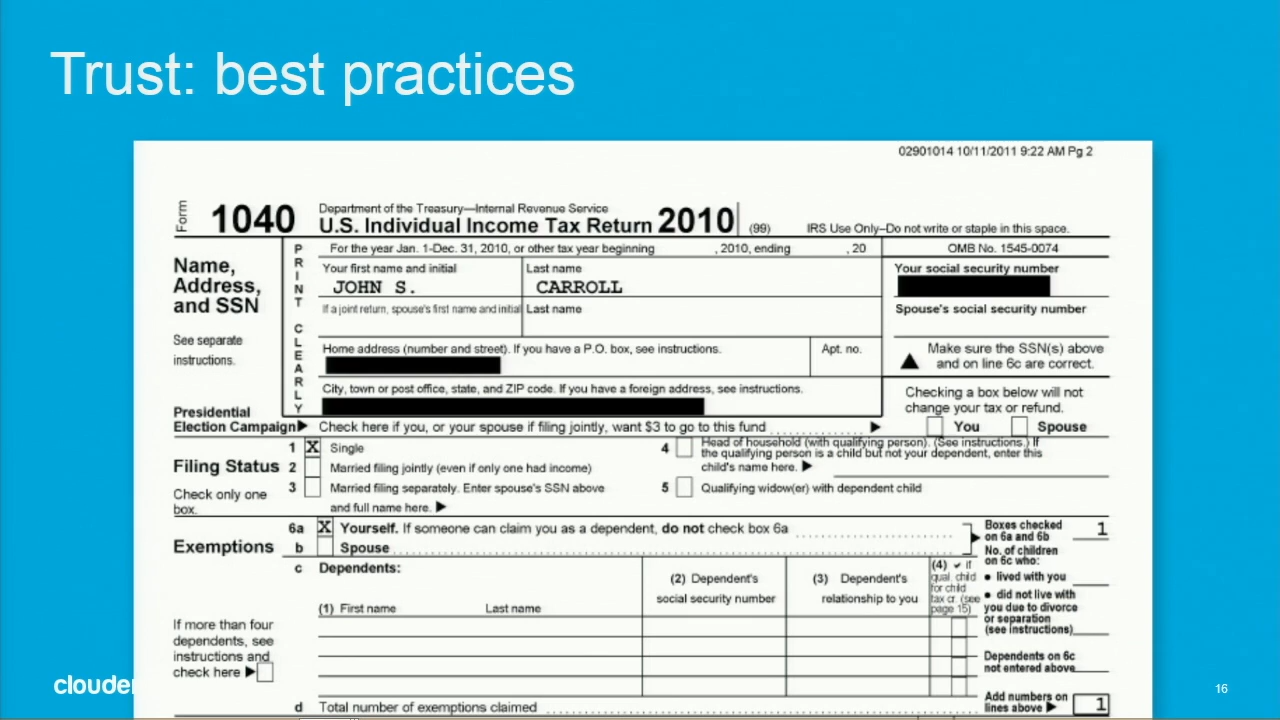 Trust: best practices
02901014 10/11/2011 9:22 AM Pg 2
Form 1040
Department of the Treasury—Internal Revenue Service
U.S. Individual Income Tax Return 2010 (99) IRS Use Only–Do not write or staple in this space.
PRINT CLEARLY
For the year Jan. 1-Dec. 31, 2010, or other tax year beginning , 2010, ending , 20 OMB No. 1545-0074
Name,
Address,
and SSN
See separate
instructions.
Your first name and initial Last name Your social security number
JOHN S. CARROLL
If a joint return, spouse's first name and initial Last name Spouse's social security number
Home address (number and street). If you have a P.O. box, see instructions. Apt. no.
▲ Make sure the SSN(s) above
and on line 6c are correct.
City, town or post office, state, and ZIP code. If you have a foreign address, see instructions.
Checking a box below will not
change your tax or refund.
Presidential
Election Campaign▶ Check here if you, or your spouse if filing jointly, want $3 to go to this fund ▶ You Spouse
Filing Status
Check only one
box.
1 X Single
2 Married filing jointly (even if only one had income)
3 Married filing separately. Enter spouse's SSN above
and full name here. ▶
4 Head of household (with qualifying person). (See instructions.) If
the qualifying person is a child but not your dependent, enter this
child's name here. ▶
5 Qualifying widow(er) with dependent child
Exemptions
6a X Yourself. If someone can claim you as a dependent, do not check box 6a
b Spouse
c Dependents:
(1) First name Last name
(2) Dependent's
social security number
(3) Dependent's
relationship to you
(4) ✔ if
qual. child
for child
tax cr. (see
page 15)
Boxes checked
on 6a and 6b 1
No. of children
on 6c who:
• lived with you
• did not live with
you due to divorce
or separation
(see instructions)
Dependents on 6c
not entered above
If more than four
dependents, see
instructions and
check here ▶
d Total number of exemptions claimed
Add numbers on
lines above ▶ 1
clouder
16